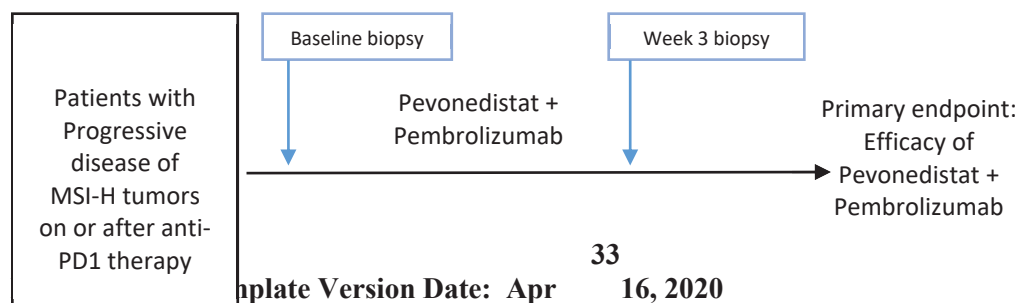 Baseline biopsy
Week 3 biopsy
Patients with
Progressive
disease of
MSI-H tumors
on or after anti-
PD1 therapy
Pevonedistat +
Pembrolizumab
Primary endpoint:
Efficacy of
Pevonedistat +
Pembrolizumab
33
Version Date: Apr 16, 2020